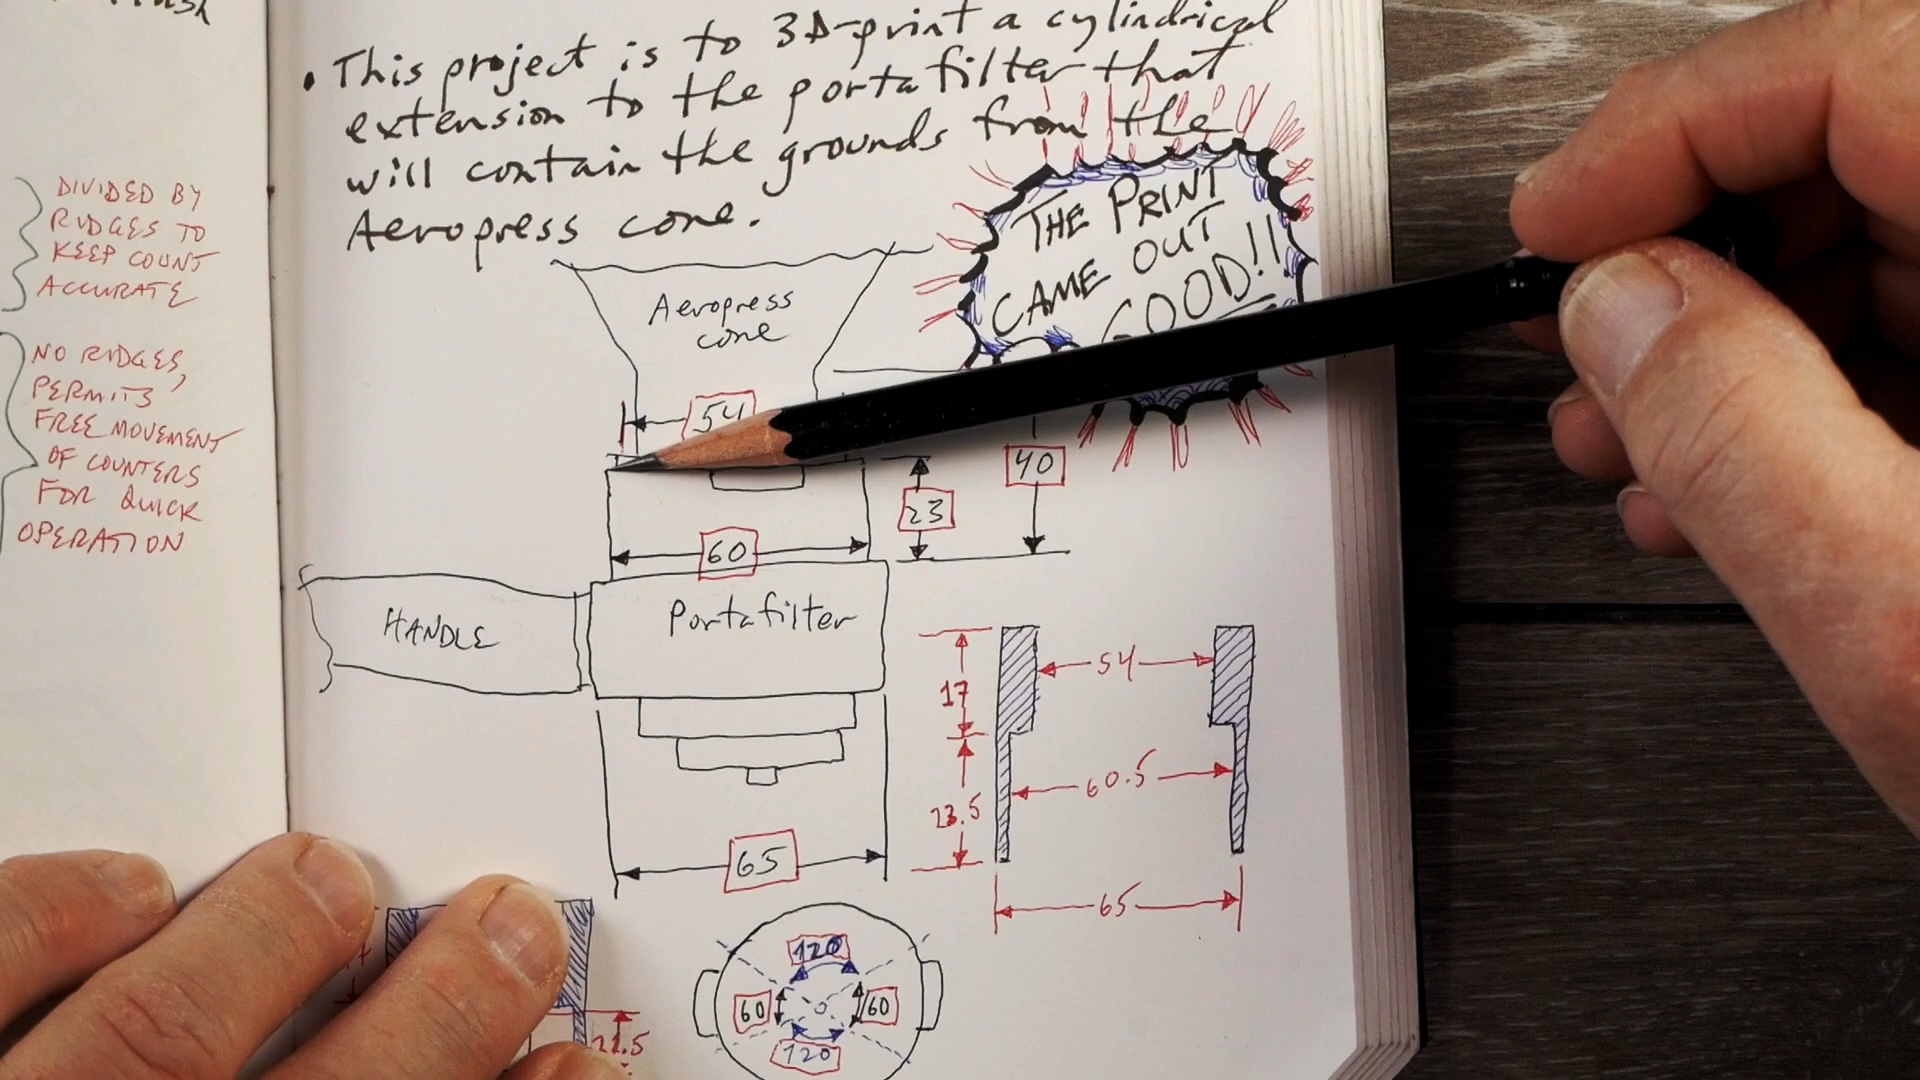 DIVIDED BY
RIDGES TO
KEEP COUNT
ACCURATE
NO RIDGES,
PERMITS
FREE MOVEMENT
OF COUNTERS
FOR QUICK
OPERATION
• This project is to 3D-print a cylindrical
extension to the portafilter that
will contain the grounds from the
Aeropress cone.
THE PRINT
CAME OUT
GOOD!!
Aeropress
cone
54
40
23
60
HANDLE
Portafilter
17
54
60.5
23.5
65
65
120
60
60
120